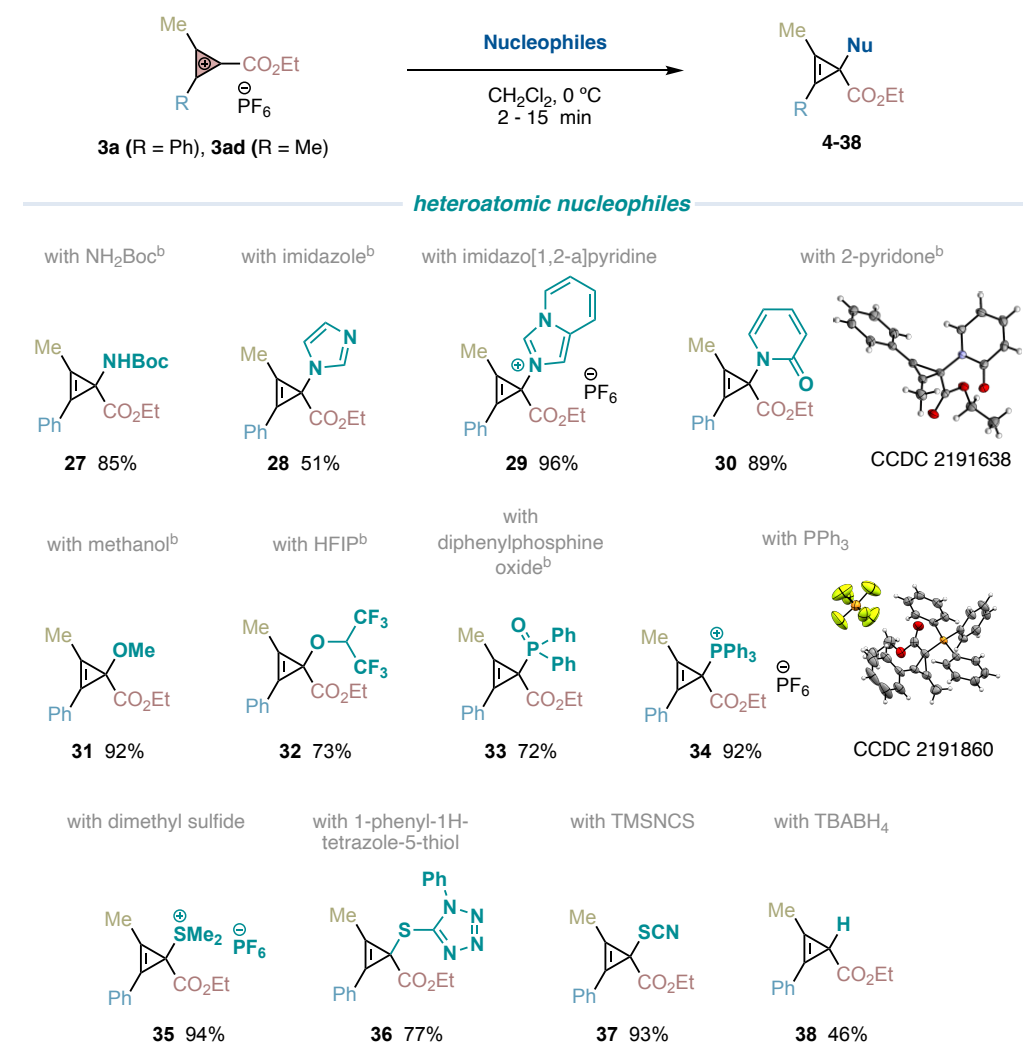 Me
CO2Et
R
⊕
⊖
PF6
3a (R = Ph), 3ad (R = Me)
Nucleophiles
CH2Cl2, 0 ºC
2 - 15 min
Me
Nu
R
CO2Et
4-38
heteroatomic nucleophiles
with NH2Bocb
Me
NHBoc
Ph
CO2Et
27 85%
with imidazoleb
Me
N
N
Ph
CO2Et
28 51%
with imidazo[1,2-a]pyridine
Me
N
N
⊕
Ph
CO2Et
⊖
PF6
29 96%
with 2-pyridoneb
Me
N
O
Ph
CO2Et
30 89%
CCDC 2191638
with methanolb
Me
OMe
Ph
CO2Et
31 92%
with HFIPb
Me
O
CF3
CF3
Ph
CO2Et
32 73%
with
diphenylphosphine
oxideb
Me
O
P
Ph
Ph
Ph
CO2Et
33 72%
with PPh3
Me
⊕
PPh3
Ph
CO2Et
⊖
PF6
34 92%
CCDC 2191860
with dimethyl sulfide
Me
⊕
SMe2
⊖
PF6
Ph
CO2Et
35 94%
with 1-phenyl-1H-
tetrazole-5-thiol
Ph
Me
S
N
N
N
N
Ph
CO2Et
36 77%
with TMSNCS
Me
SCN
Ph
CO2Et
37 93%
with TBABH4
Me
H
Ph
CO2Et
38 46%